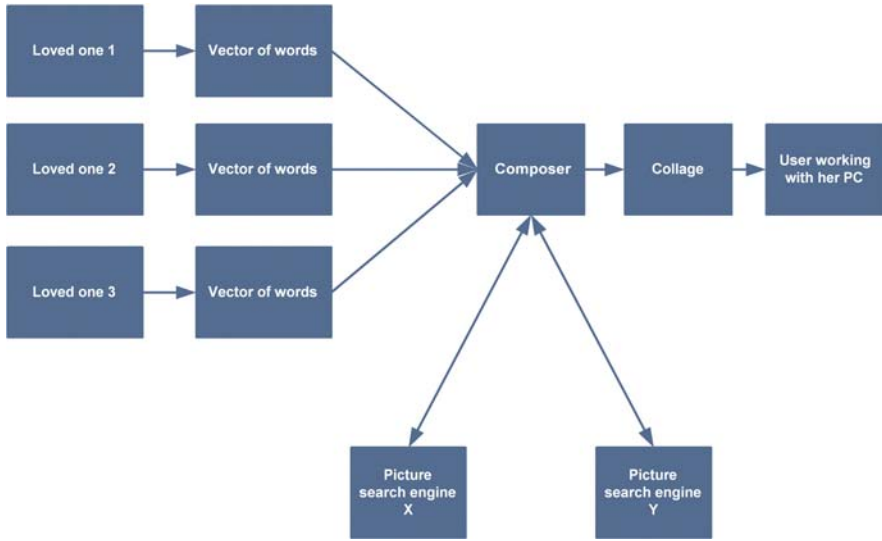 Loved one 1
Vector of words
Loved one 2
Vector of words
Composer
Collage
User working
with her PC
Loved one 3
Vector of words
Picture
search engine
X
Picture
search engine
Y